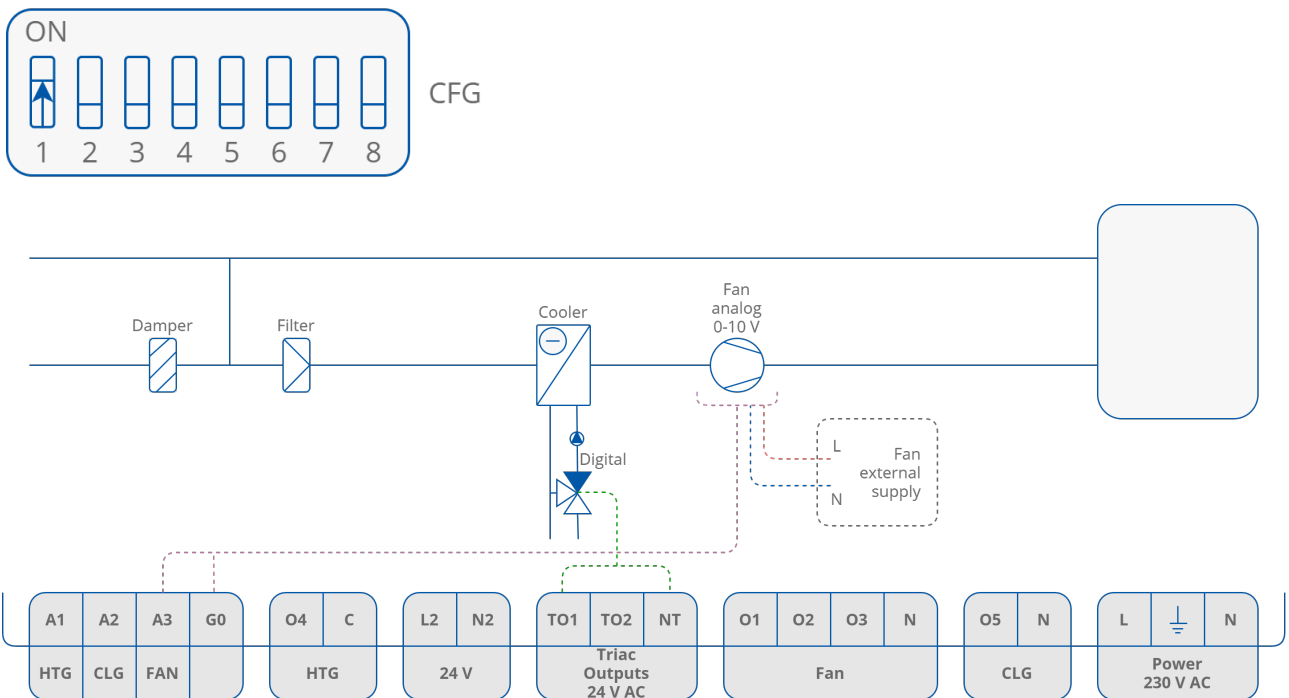 ON
CFG
1 2 3 4 5 6 7 8
Fan
analog
0-10 V
Cooler
Damper
Filter
Digital
L
Fan
external
supply
N
A1 A2 A3 G0
O4 C
L2 N2
TO1 TO2 NT
O1 O2 O3 N
O5 N
L N
HTG CLG FAN
HTG
24 V
Triac
Outputs
24 V AC
Fan
CLG
Power
230 V AC